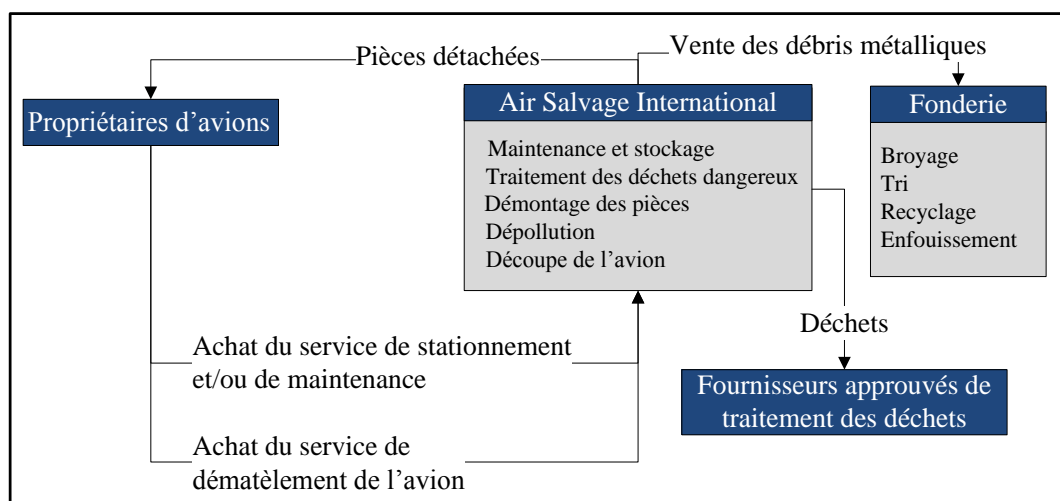 Pièces détachées
Vente des débris métalliques
Propriétaires d’avions
Air Salvage International
Maintenance et stockage
Traitement des déchets dangereux
Démontage des pièces
Dépollution
Découpe de l’avion
Fonderie
Broyage
Tri
Recyclage
Enfouissement
Achat du service de stationnement
et/ou de maintenance
Déchets
Fournisseurs approuvés de
traitement des déchets
Achat du service de
dématèlement de l’avion